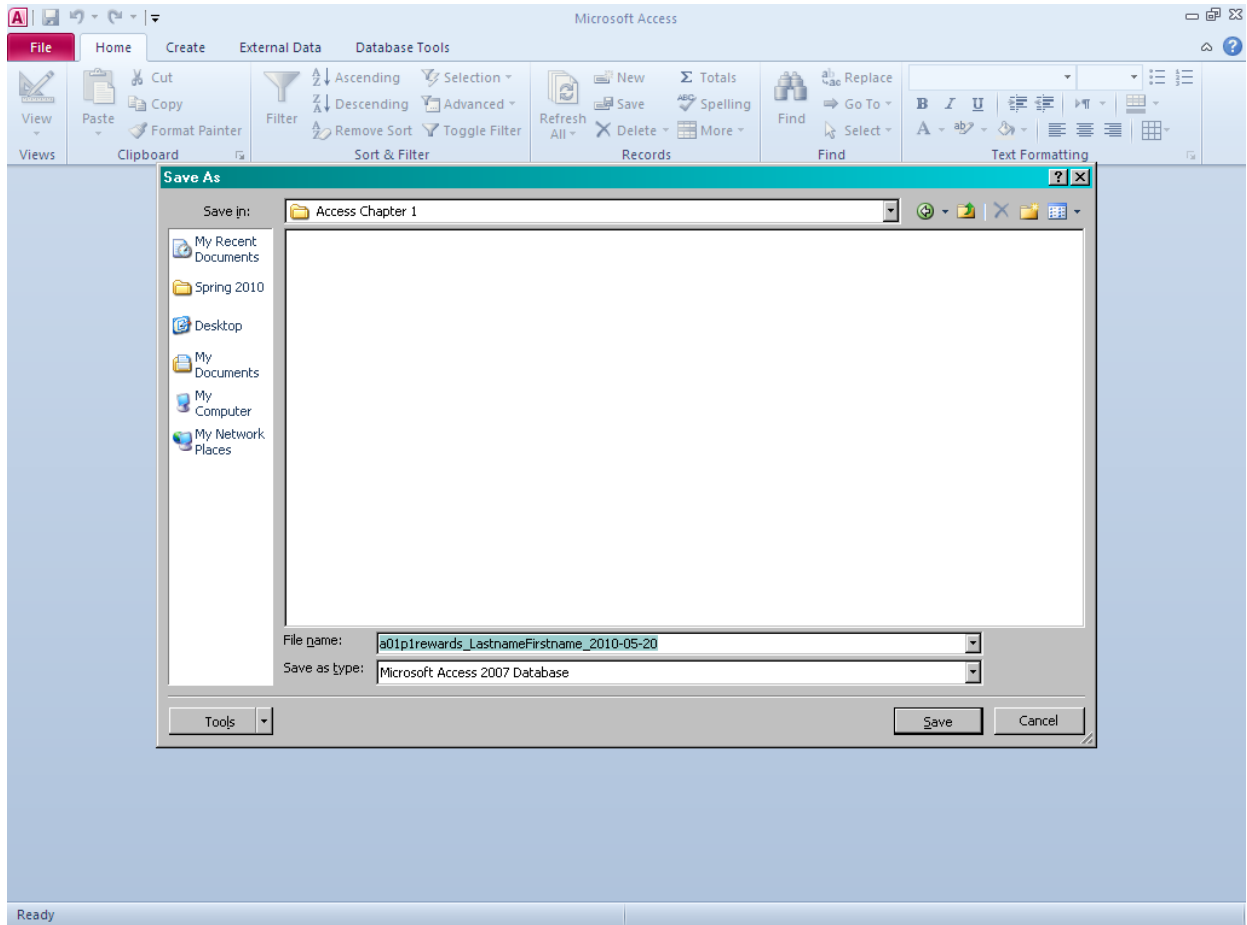 Microsoft Access
File Home Create External Data Database Tools
View
Views
Paste
Cut
Copy
Format Painter
Clipboard
Filter
Ascending
Descending
Remove Sort
Selection
Advanced
Toggle Filter
Sort & Filter
Refresh
All
New
Save
Delete
Totals
Spelling
More
Records
Find
Replace
Go To
Select
Find
B I U
A
Text Formatting
Save As
Save in: Access Chapter 1
My Recent
Documents
Spring 2010
Desktop
My
Documents
My
Computer
My Network
Places
File name: a01p1rewards_LastnameFirstname_2010-05-20
Save as type: Microsoft Access 2007 Database
Tools Save Cancel
Ready